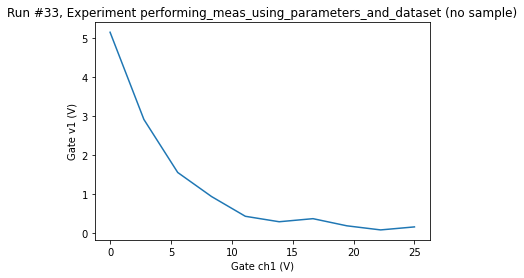 Run #33, Experiment performing_meas_using_parameters_and_dataset (no sample)
5
4
3
2
1
0
Gate v1 (V)
0 5 10 15 20 25
Gate ch1 (V)